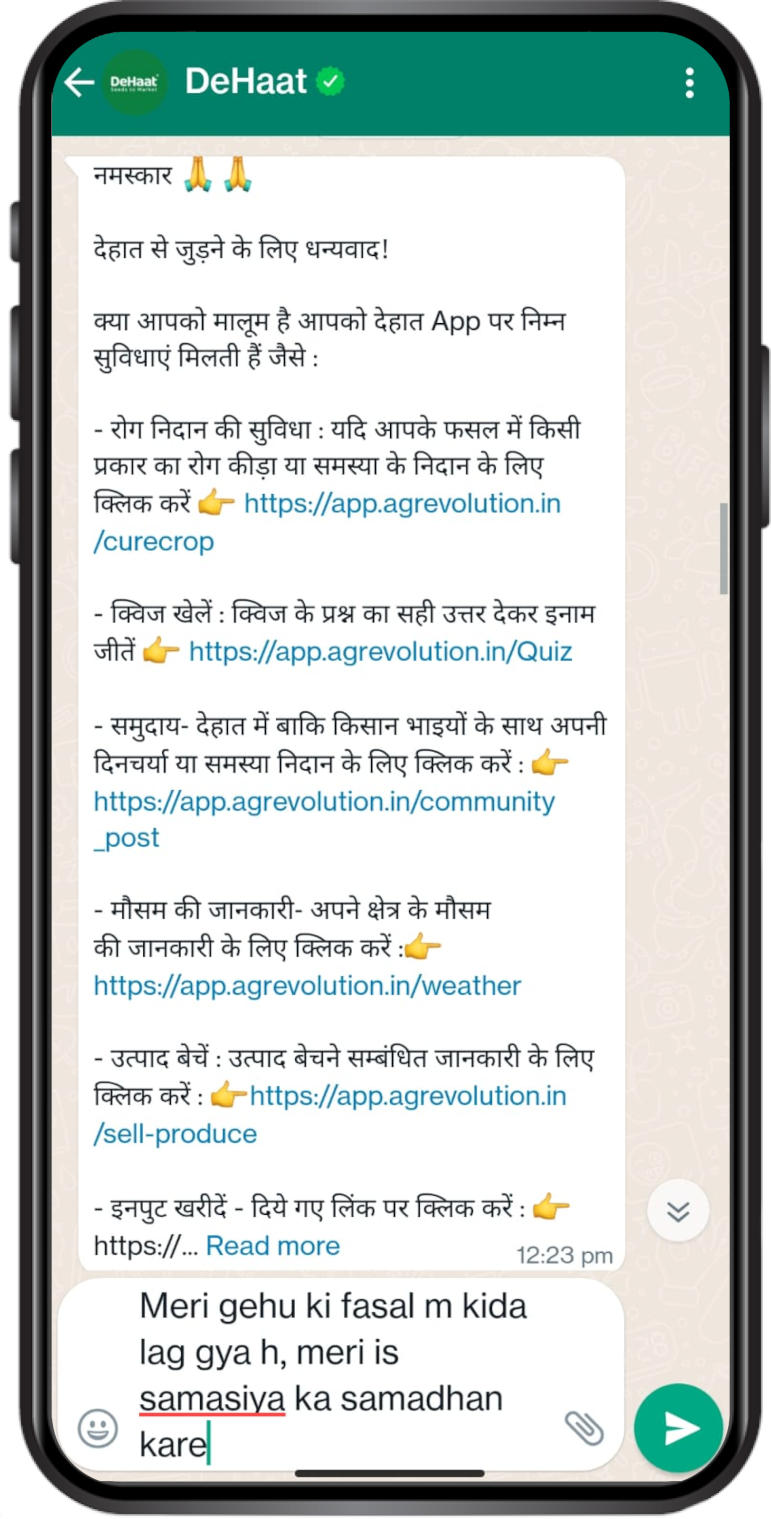 DeHaat
Seeds to Market
DeHaat
नमस्कार 🙏 🙏
देहात से जुड़ने के लिए धन्यवाद!
क्या आपको मालूम है आपको देहात App पर निम्न
सुविधाएं मिलती हैं जैसे :
- रोग निदान की सुविधा : यदि आपके फसल में किसी
प्रकार का रोग कीड़ा या समस्या के निदान के लिए
क्लिक करें 👉 https://app.agrevolution.in
/curecrop
- क्विज खेलें : क्विज के प्रश्न का सही उत्तर देकर इनाम
जीतें 👉 https://app.agrevolution.in/Quiz
- समुदाय- देहात में बाकि किसान भाइयों के साथ अपनी
दिनचर्या या समस्या निदान के लिए क्लिक करें : 👉
https://app.agrevolution.in/community
_post
- मौसम की जानकारी- अपने क्षेत्र के मौसम
की जानकारी के लिए क्लिक करें :👉
https://app.agrevolution.in/weather
- उत्पाद बेचें : उत्पाद बेचने सम्बंधित जानकारी के लिए
क्लिक करें : 👉https://app.agrevolution.in
/sell-produce
- इनपुट खरीदें - दिये गए लिंक पर क्लिक करें : 👉
https://... Read more
12:23 pm
Meri gehu ki fasal m kida
lag gya h, meri is
samasiya ka samadhan
kare